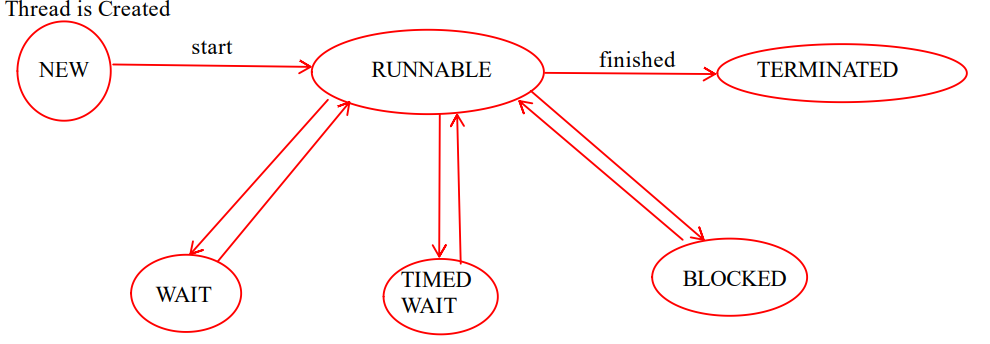 Thread is Created
NEW
start
RUNNABLE
finished
TERMINATED
WAIT
TIMED
WAIT
BLOCKED